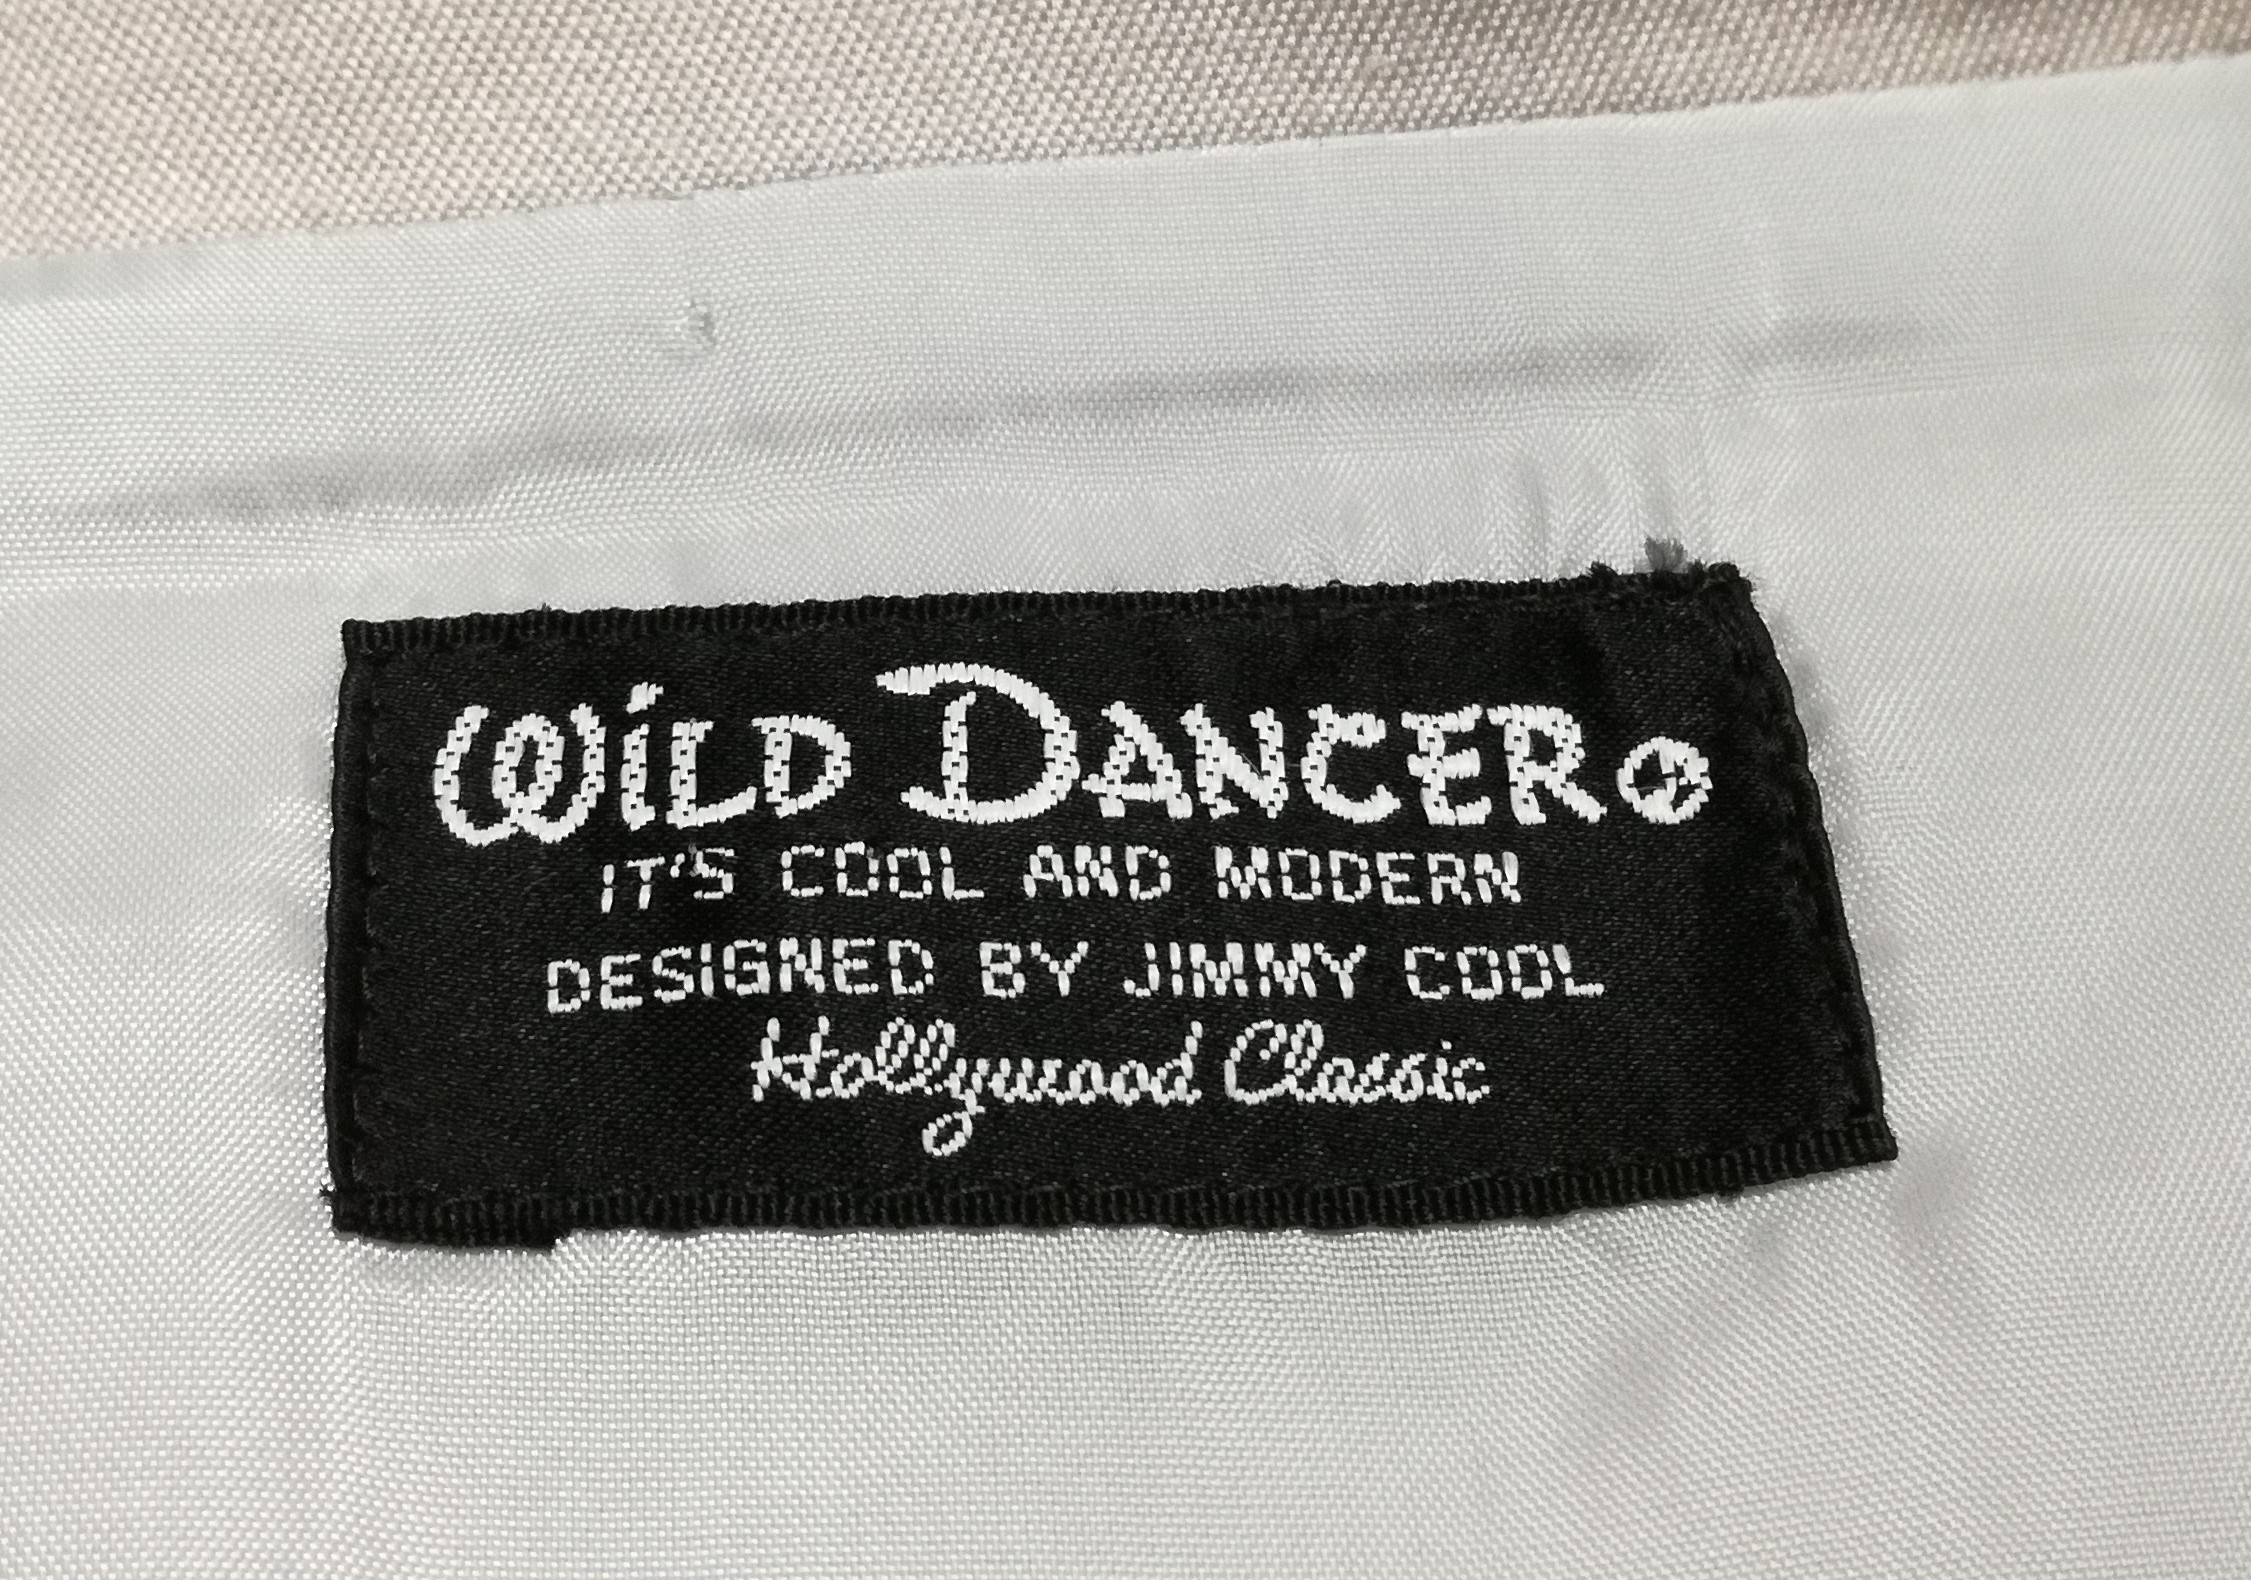 WiLD DANCER
IT'S COOL AND MODERN
DESIGNED BY JIMMY COOL
Hollywood Classic